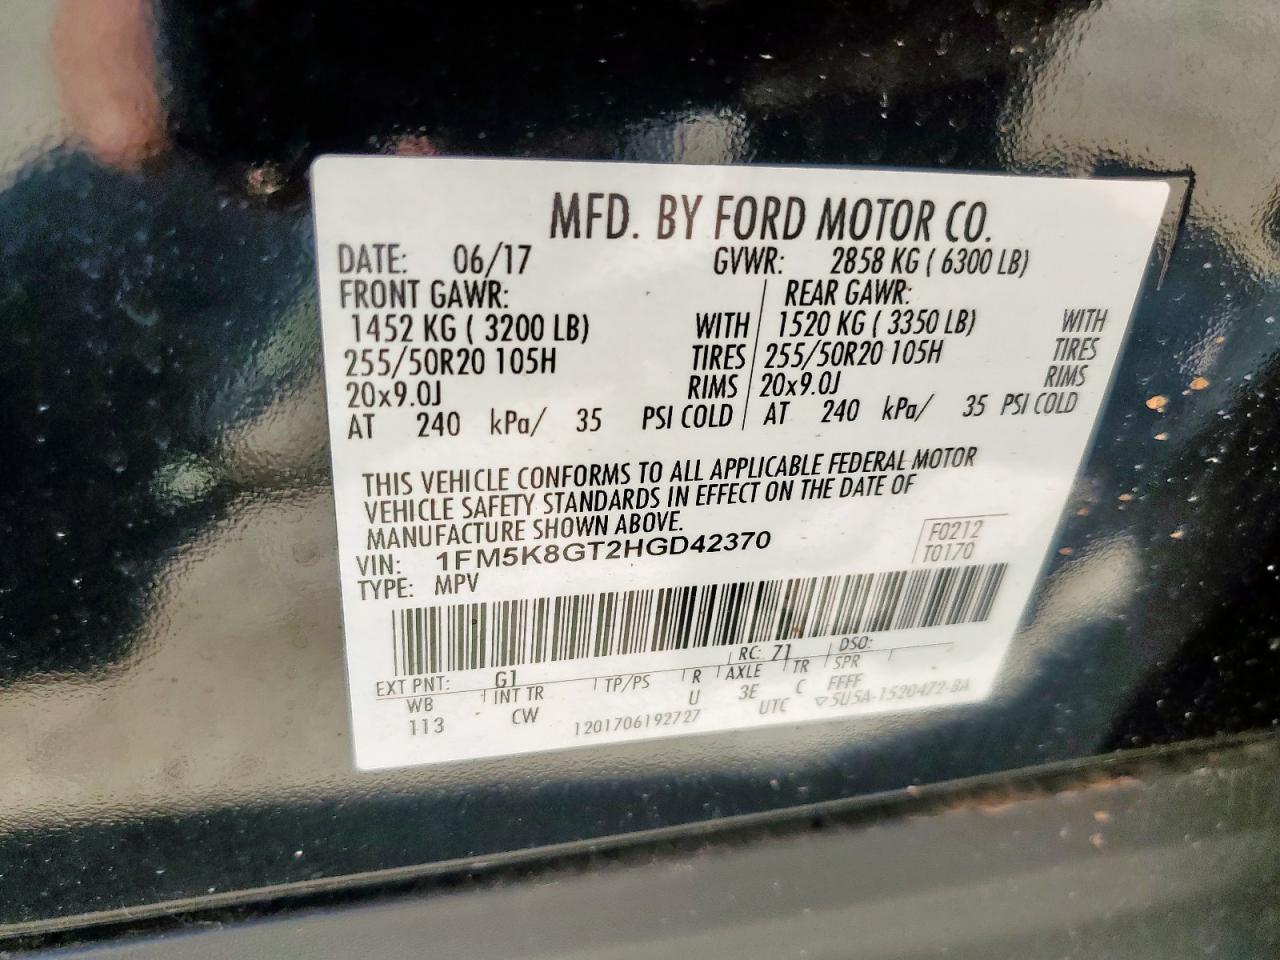 MFD. BY FORD MOTOR CO.
DATE: 06/17 GVWR: 2858 KG ( 6300 LB)
FRONT GAWR: REAR GAWR:
1452 KG ( 3200 LB) WITH 1520 KG ( 3350 LB) WITH
255/50R20 105H TIRES 255/50R20 105H TIRES
20x9.0J RIMS 20x9.0J RIMS
AT 240 kPa/ 35 PSI COLD AT 240 kPa/ 35 PSI COLD
THIS VEHICLE CONFORMS TO ALL APPLICABLE FEDERAL MOTOR
VEHICLE SAFETY STANDARDS IN EFFECT ON THE DATE OF
MANUFACTURE SHOWN ABOVE.
VIN: 1FM5K8GT2HGD42370 F0212
TYPE: MPV T0170
EXT PNT: G1 RC: 71 DSO:
WB INT TR TP/PS R AXLE TR SPR
113 CW U 3E C FFFF
1201706192727 UTC ▽5U5A-1520472-BA